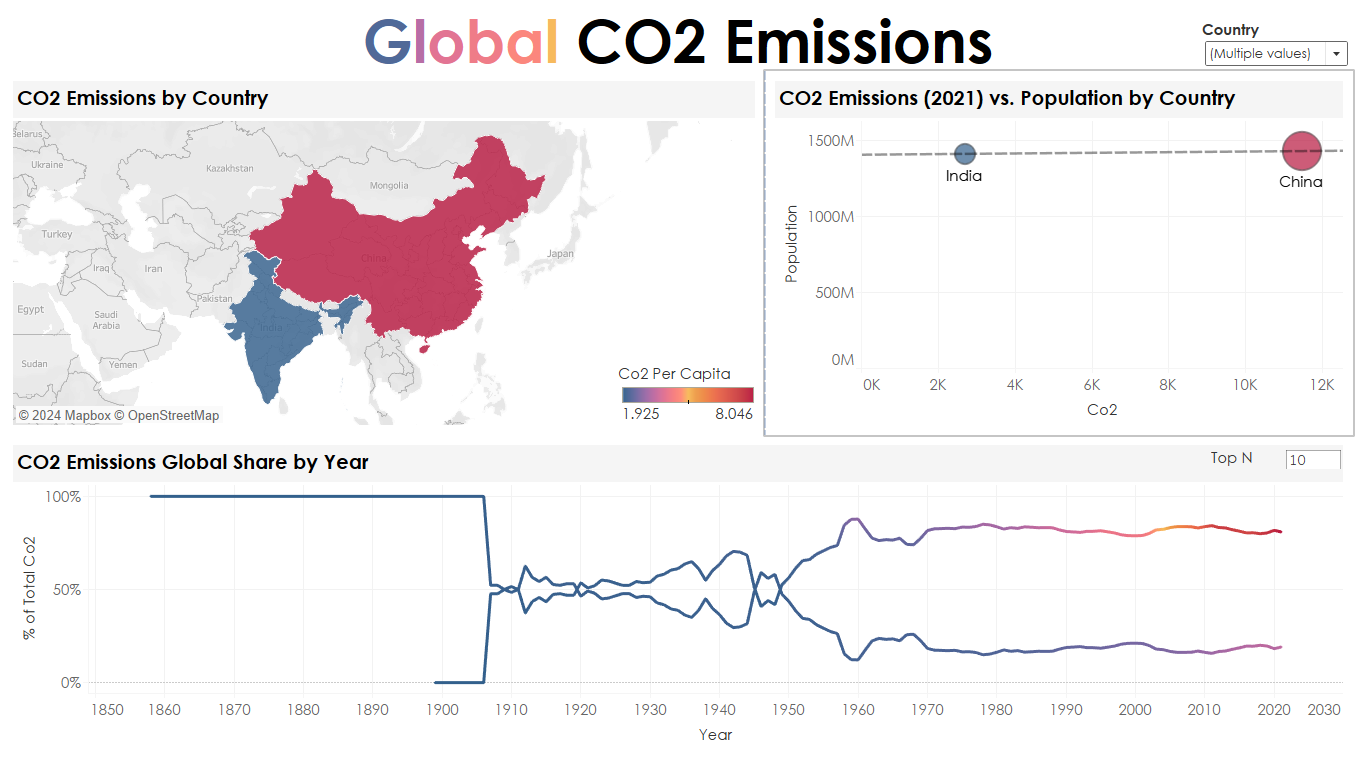 Global CO2 Emissions
Country
(Multiple values)
CO2 Emissions by Country
Belarus
Ukraine
Kazakhstan
Mongolia
Turkey
Japan
Iraq
Iran
China
Pakistan
Egypt
Saudi
Arabia
India
Sudan
Yemen
Co2 Per Capita
1.925
8.046
© 2024 Mapbox © OpenStreetMap
CO2 Emissions (2021) vs. Population by Country
1500M
1000M
500M
0M
Population
India
China
0K 2K 4K 6K 8K 10K 12K
Co2
CO2 Emissions Global Share by Year
Top N
10
100%
50%
0%
% of Total Co2
1850 1860 1870 1880 1890 1900 1910 1920 1930 1940 1950 1960 1970 1980 1990 2000 2010 2020 2030
Year